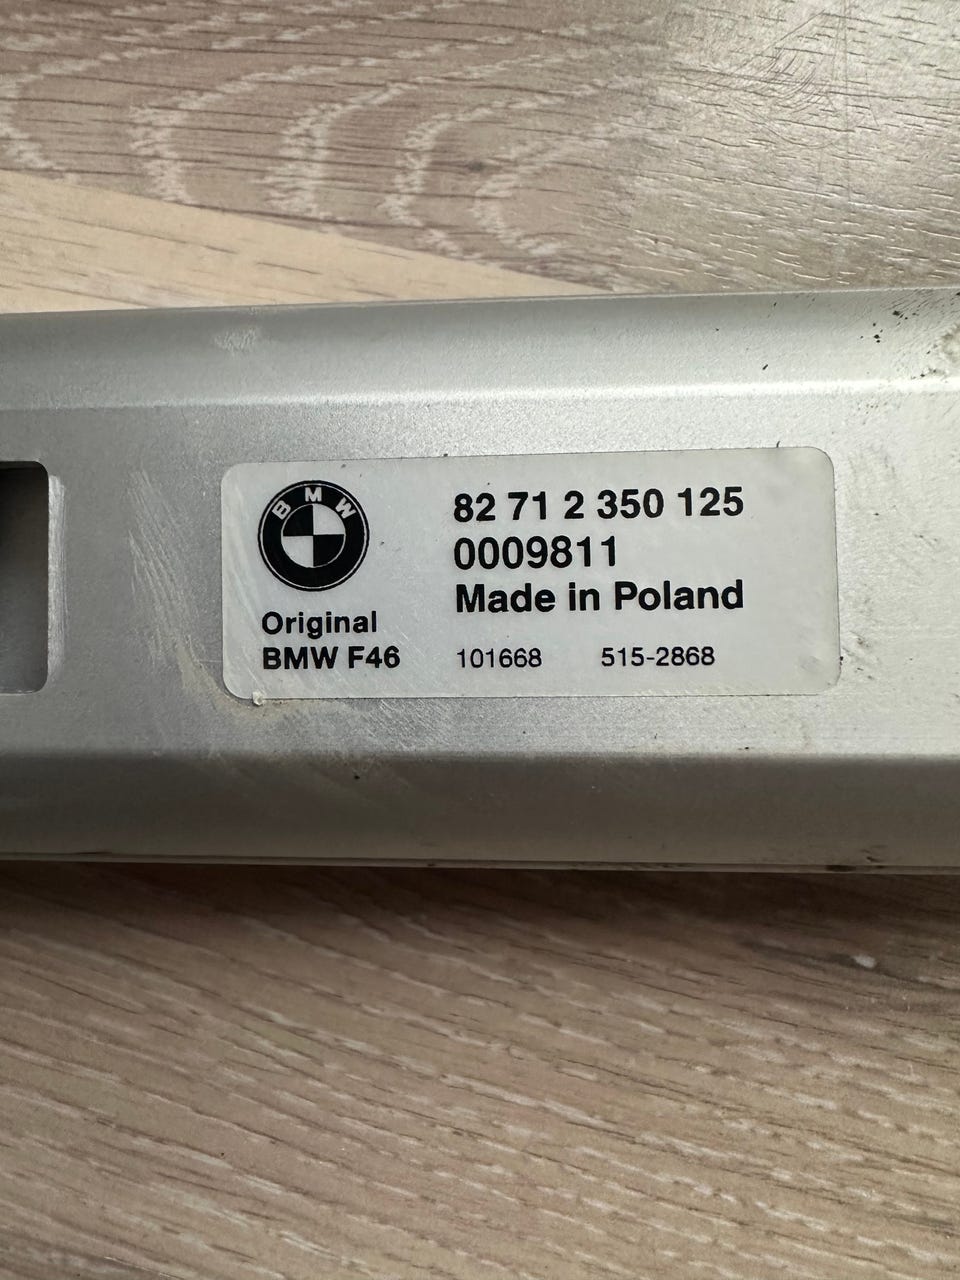 BMW
Original
BMW F46
82 71 2 350 125
0009811
Made in Poland
101668 515-2868